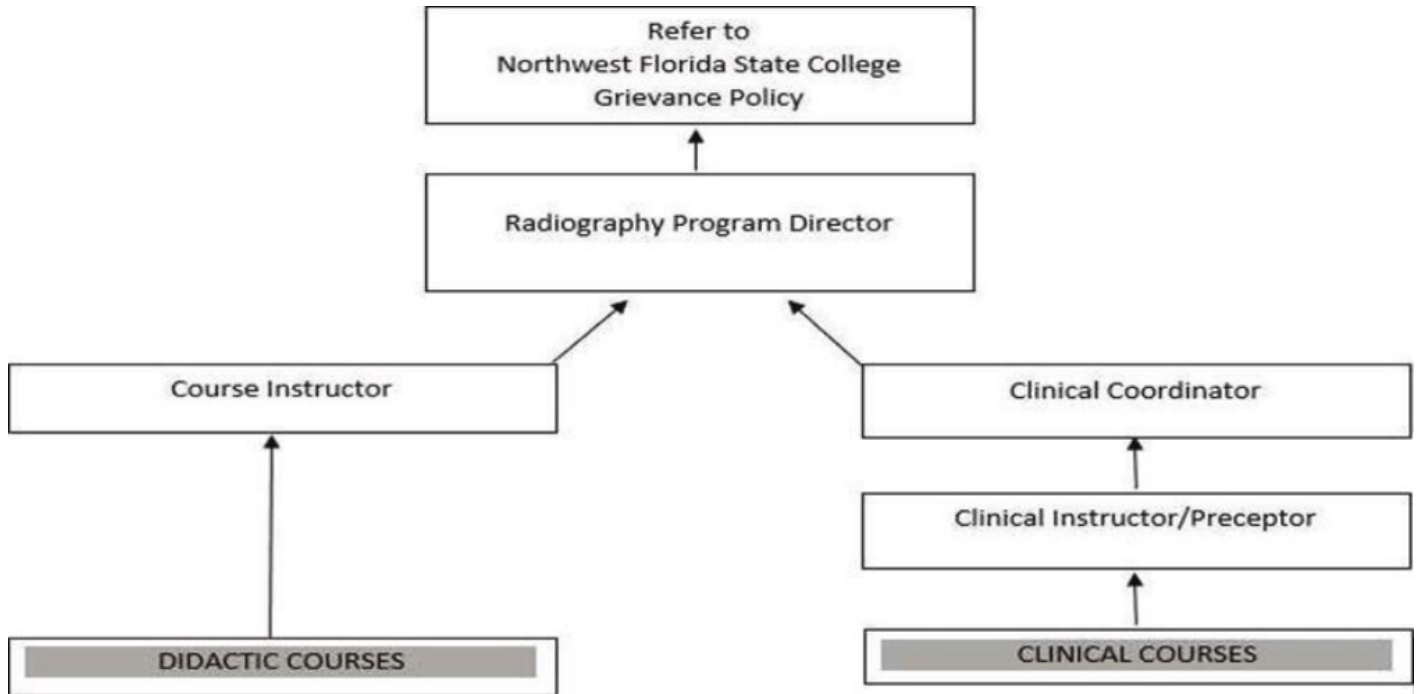 Refer to
Northwest Florida State College
Grievance Policy
Radiography Program Director
Course Instructor
Clinical Coordinator
Clinical Instructor/Preceptor
DIDACTIC COURSES
CLINICAL COURSES